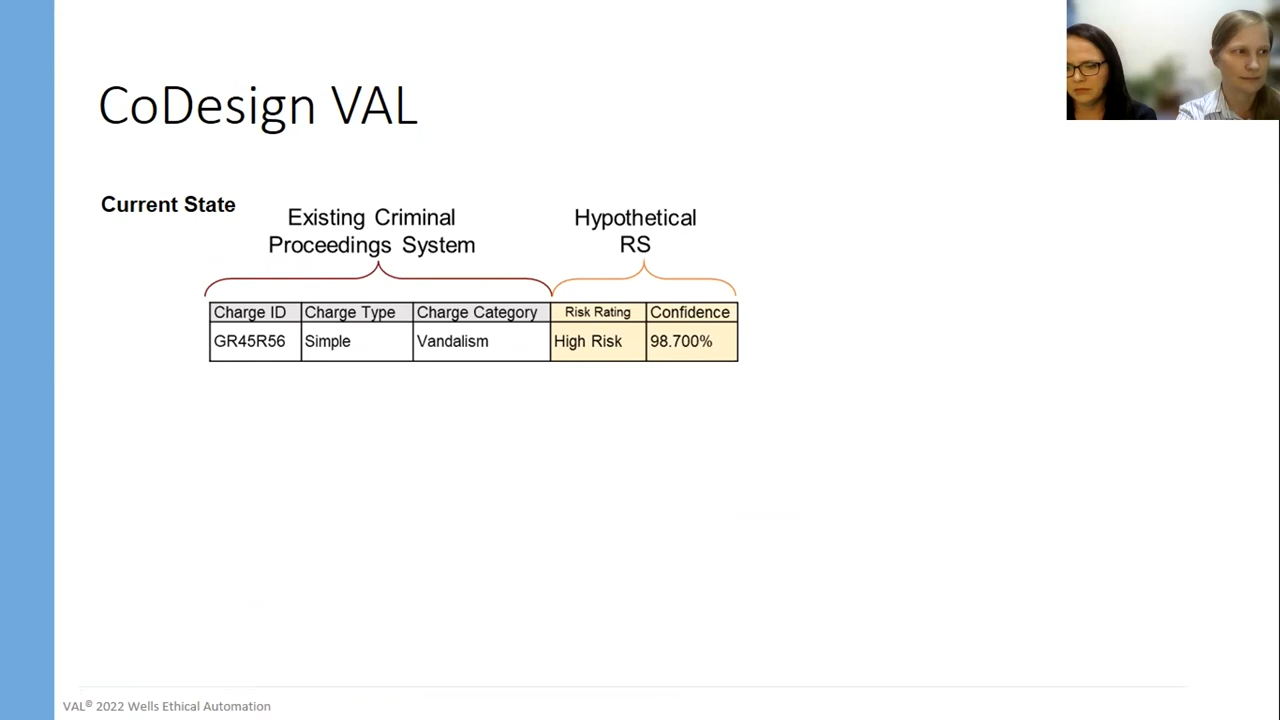 CoDesign VAL
Current State
Existing Criminal
Proceedings System
Hypothetical
RS
Charge ID Charge Type Charge Category Risk Rating Confidence
GR45R56 Simple Vandalism High Risk 98.700%
VAL© 2022 Wells Ethical Automation